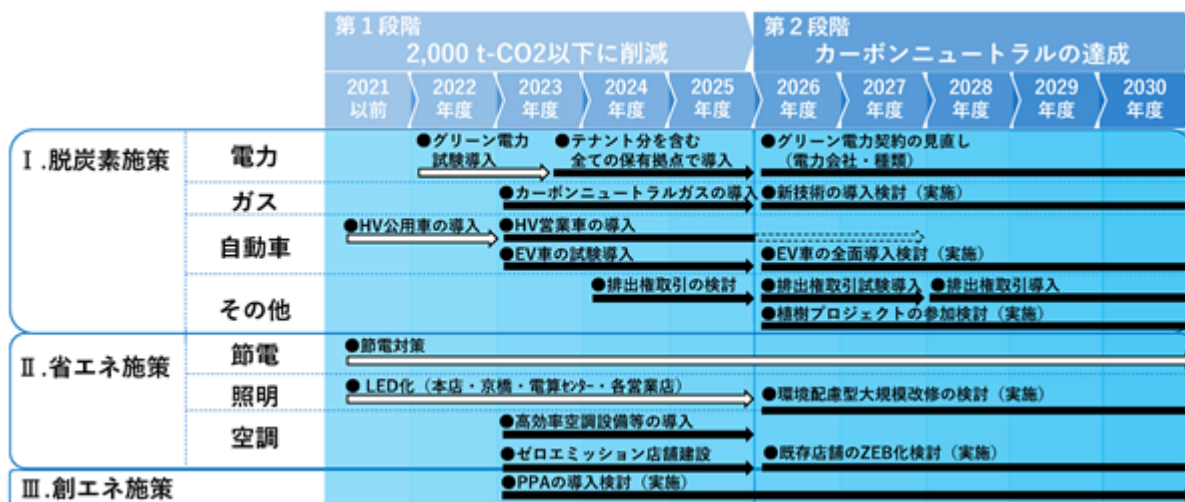 第1段階
2,000 t-CO2以下に削減
第2段階
カーボンニュートラルの達成
2021
以前
2022
年度
2023
年度
2024
年度
2025
年度
2026
年度
2027
年度
2028
年度
2029
年度
2030
年度
Ⅰ.脱炭素施策
電力
●グリーン電力
試験導入
●テナント分を含む
全ての保有拠点で導入
●グリーン電力契約の見直し
（電力会社・種類）
ガス
●カーボンニュートラルガスの導入
●新技術の導入検討（実施）
自動車
●HV公用車の導入
●HV営業車の導入
●EV車の試験導入
●EV車の全面導入検討（実施）
その他
●排出権取引の検討
●排出権取引試験導入
●排出権取引導入
●植樹プロジェクトの参加検討（実施）
Ⅱ.省エネ施策
節電
●節電対策
照明
●LED化（本店・京橋・電算ｾﾝﾀｰ・各営業店）
●環境配慮型大規模改修の検討（実施）
空調
●高効率空調設備等の導入
●ゼロエミッション店舗建設
●既存店舗のZEB化検討（実施）
Ⅲ.創エネ施策
●PPAの導入検討（実施）